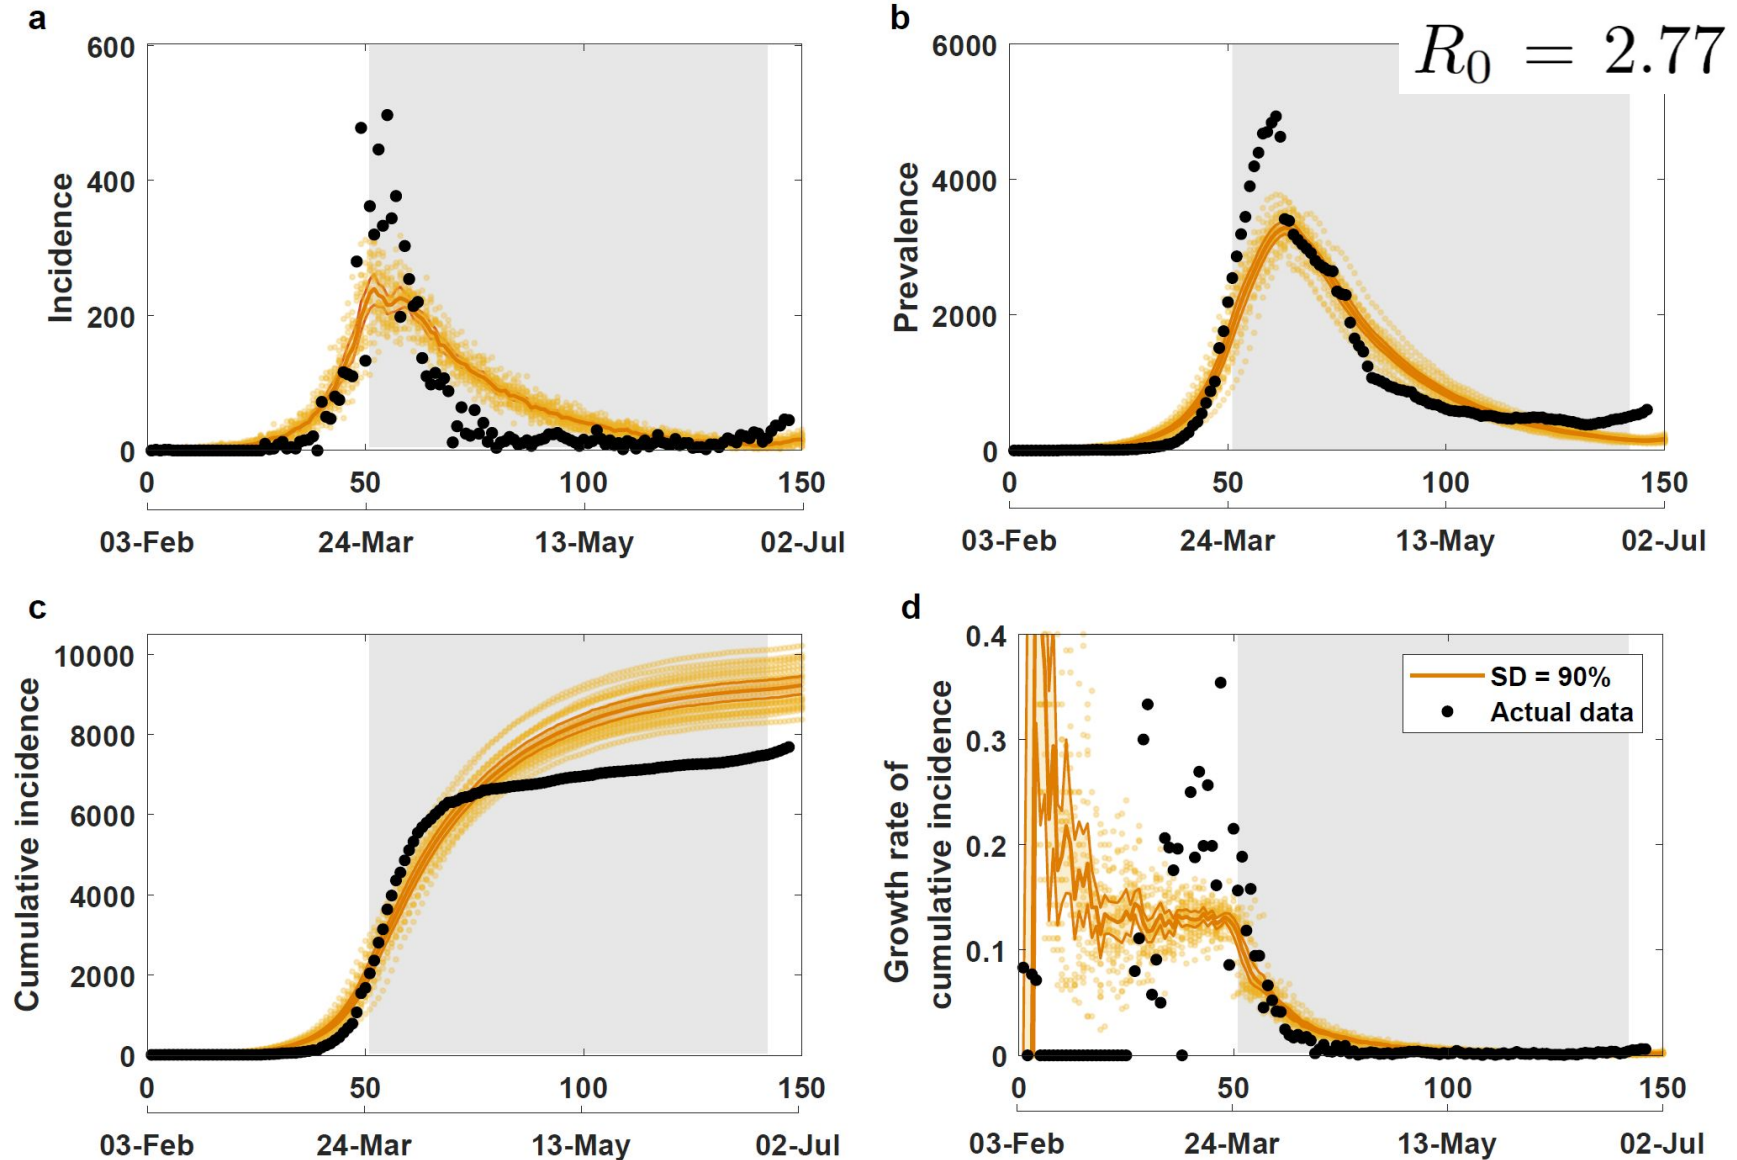 a
600
400
200
0
Incidence
0 50 100 150
03-Feb 24-Mar 13-May 02-Jul
b
R0 = 2.77
6000
4000
2000
0
Prevalence
0 50 100 150
03-Feb 24-Mar 13-May 02-Jul
c
10000
8000
6000
4000
2000
0
Cumulative incidence
0 50 100 150
03-Feb 24-Mar 13-May 02-Jul
d
0.4
0.3
0.2
0.1
0
Growth rate of
cumulative incidence
SD = 90%
Actual data
0 50 100 150
03-Feb 24-Mar 13-May 02-Jul